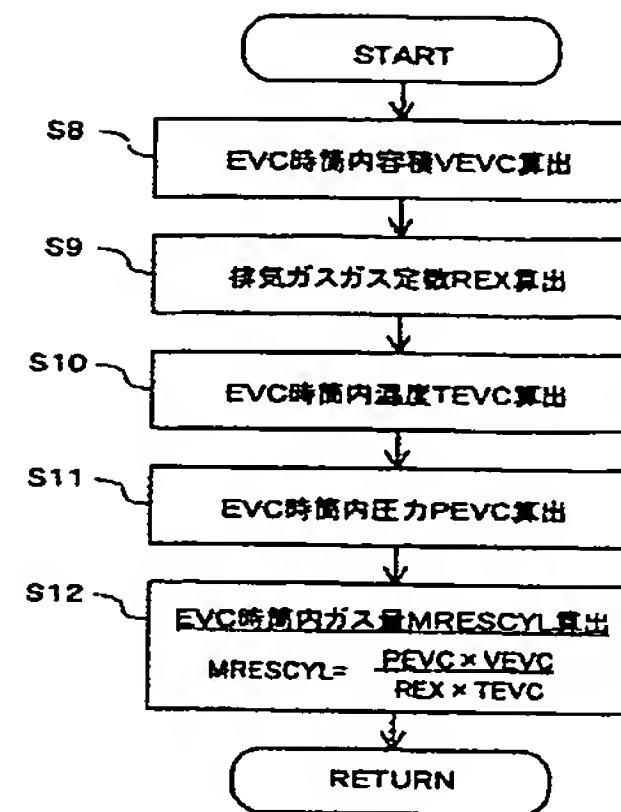 START
S8
EVC時筒内容積VEVC算出
S9
排気ガスガス定数REX算出
S10
EVC時筒内温度TEVC算出
S11
EVC時筒内圧力PEVC算出
S12
EVC時筒内ガス量MRESCYL算出
MRESCYL= PEVC×VEVC
REX×TEVC
RETURN